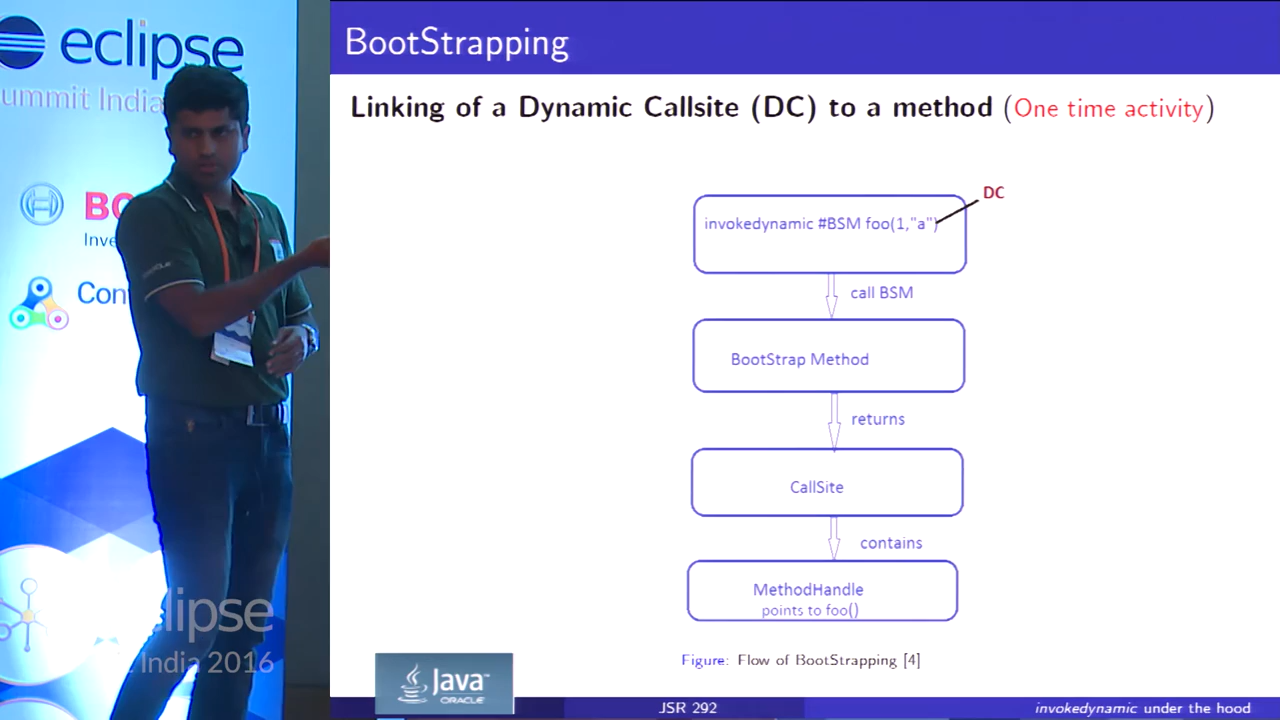 eclipse
ummit India
BO
Inve
Con
clipse
India 2016
BootStrapping
Linking of a Dynamic Callsite (DC) to a method (One time activity)
DC
invokedynamic #BSM foo(1,"a")
call BSM
BootStrap Method
returns
CallSite
contains
MethodHandle
points to foo()
Figure: Flow of BootStrapping [4]
Java™
ORACLE
JSR 292
invokedynamic under the hood